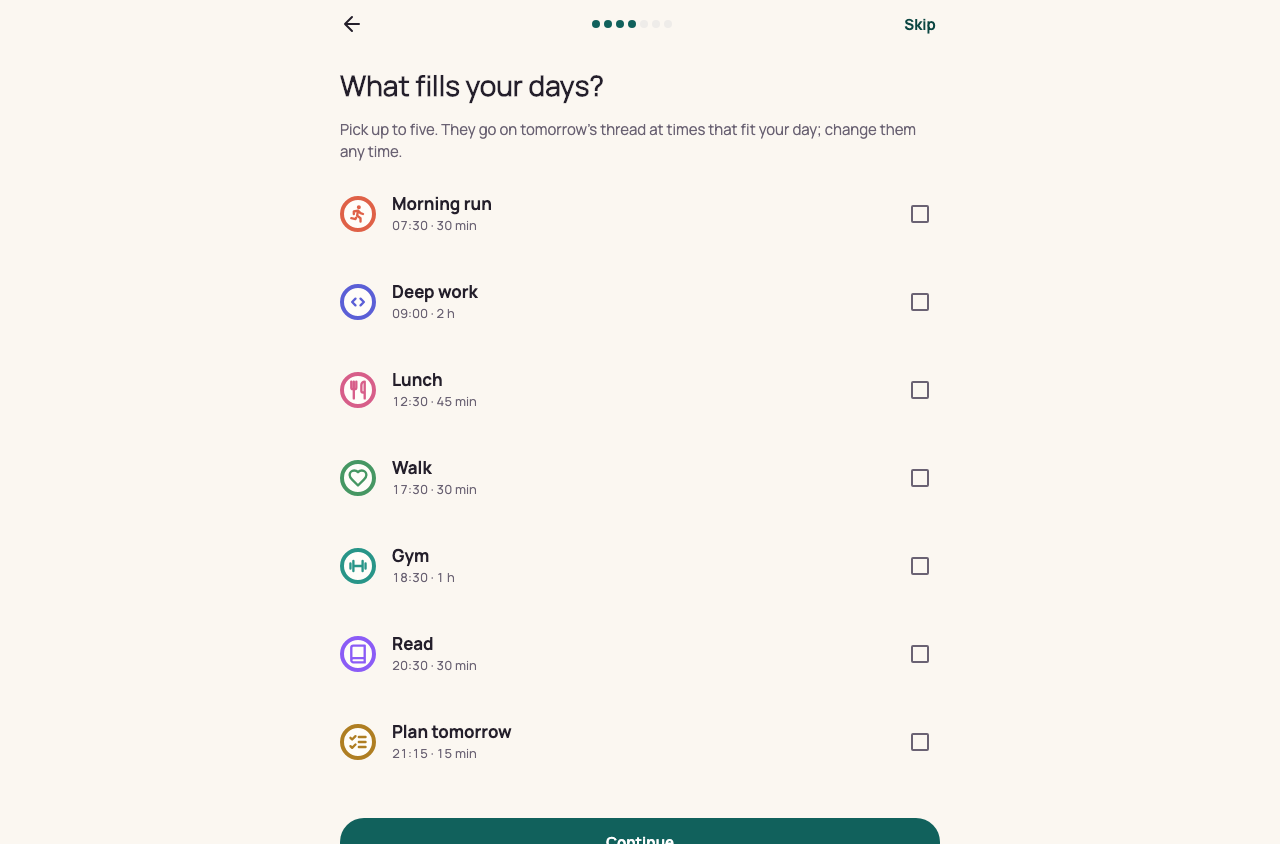 Skip
What fills your days?
Pick up to five. They go on tomorrow's thread at times that fit your day; change them
any time.
Morning run
07:30 · 30 min
Deep work
09:00 · 2 h
Lunch
12:30 · 45 min
Walk
17:30 · 30 min
Gym
18:30 · 1 h
Read
20:30 · 30 min
Plan tomorrow
21:15 · 15 min
Continue